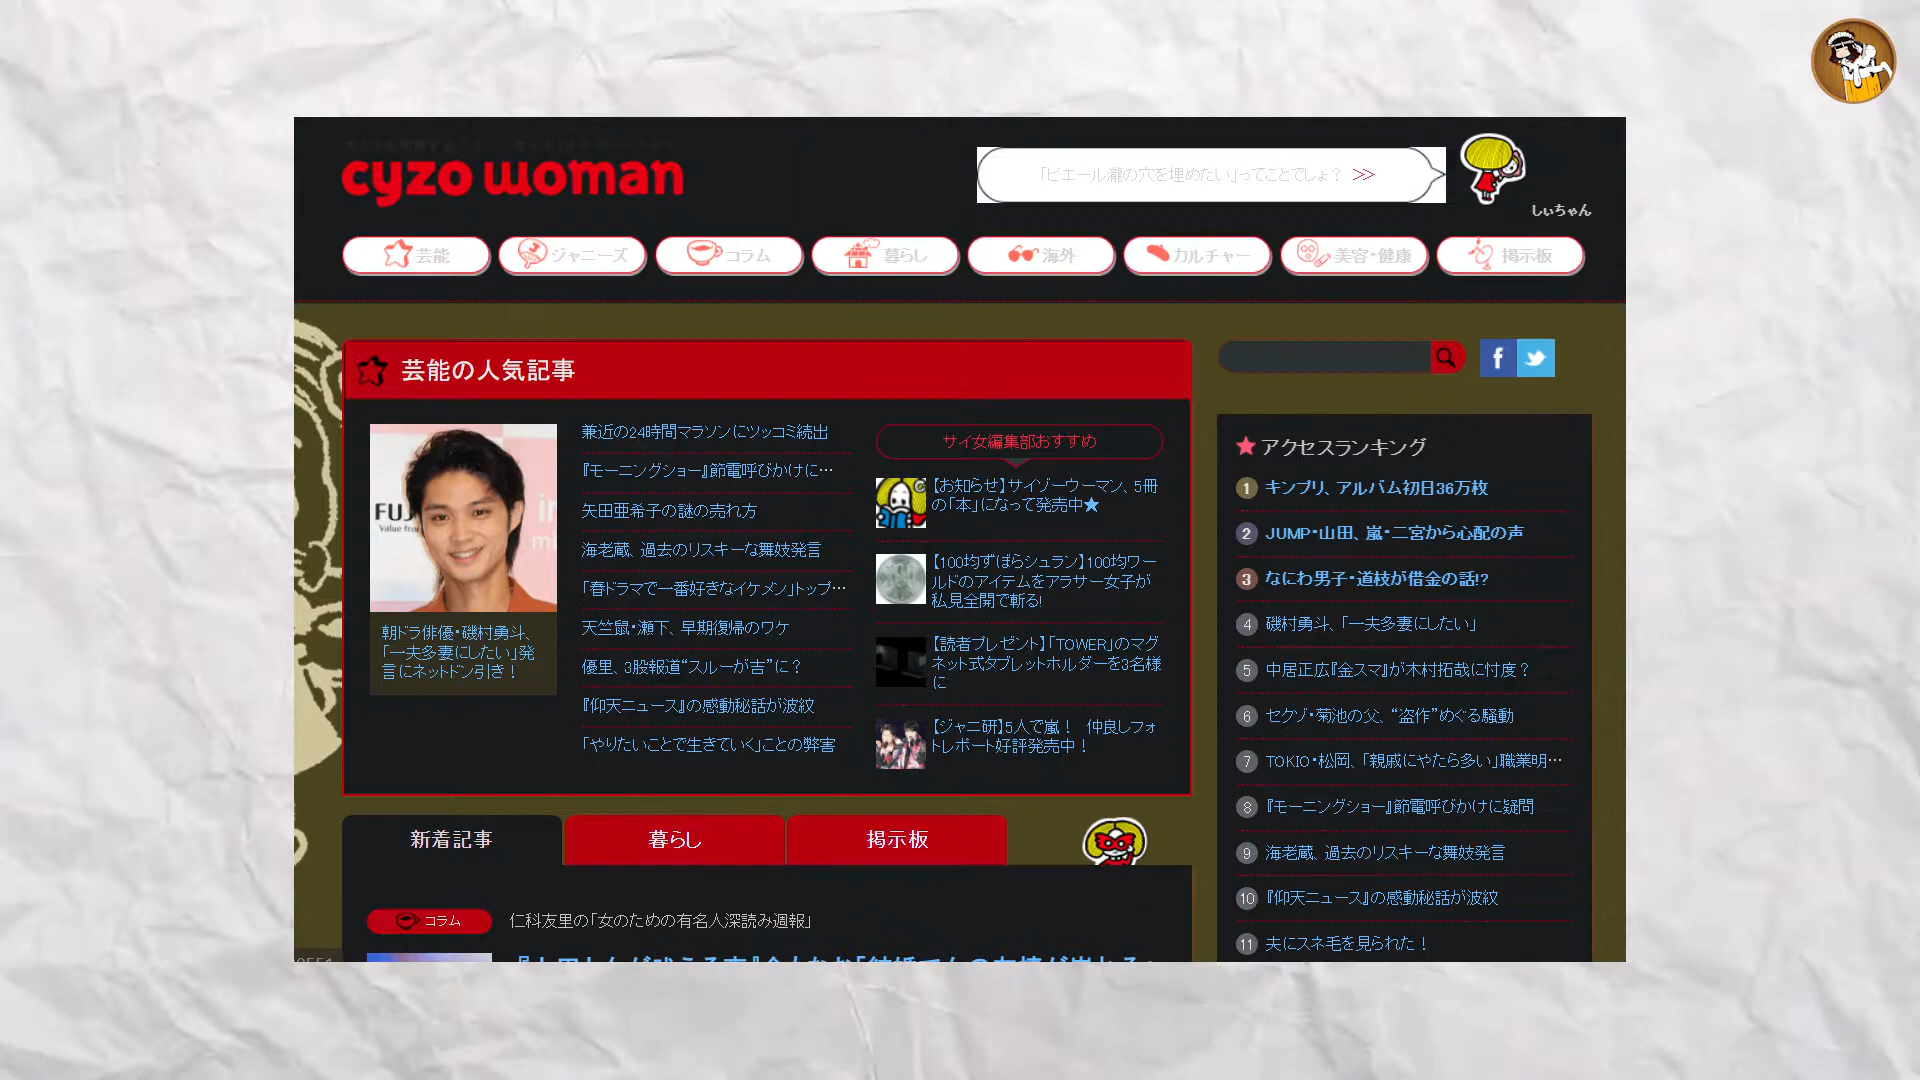 cyzo woman
「ピエール瀧の穴を埋めたい」ってことでしょ？ >>
しぃちゃん
芸能
ジャニーズ
コラム
暮らし
海外
カルチャー
美容・健康
掲示板
芸能の人気記事
FUJ
Value from
in
mi
朝ドラ俳優・磯村勇斗、
「一夫多妻にしたい」発
言にネットドン引き！
兼近の24時間マラソンにツッコミ続出
『モーニングショー』節電呼びかけに…
矢田亜希子の謎の売れ方
海老蔵、過去のリスキーな舞妓発言
「春ドラマで一番好きなイケメン」トップ…
天竺鼠・瀬下、早期復帰のワケ
優里、3股報道“スルーが吉”に？
『仰天ニュース』の感動秘話が波紋
「やりたいことで生きていく」ことの弊害
サイ女編集部おすすめ
【お知らせ】サイゾーウーマン、5冊
の「本」になって発売中★
【100均ずぼらシュラン】100均ワー
ルドのアイテムをアラサー女子が
私見全開で斬る!
【読者プレゼント】「TOWER」のマグ
ネット式タブレットホルダーを3名様
に
【ジャニ研】5人で嵐！ 仲良しフォ
トレポート好評発売中！
f
アクセスランキング
1 キンプリ、アルバム初日36万枚
2 JUMP・山田、嵐・二宮から心配の声
3 なにわ男子・道枝が借金の話!?
4 磯村勇斗、「一夫多妻にしたい」
5 中居正広『金スマ』が木村拓哉に忖度？
6 セクゾ・菊池の父、“盗作”めぐる騒動
7 TOKIO・松岡、「親戚にやたら多い」職業明…
8 『モーニングショー』節電呼びかけに疑問
9 海老蔵、過去のリスキーな舞妓発言
10 『仰天ニュース』の感動秘話が波紋
11 夫にスネ毛を見られた！
新着記事
暮らし
掲示板
コラム
仁科友里の「女のための有名人深読み週報」